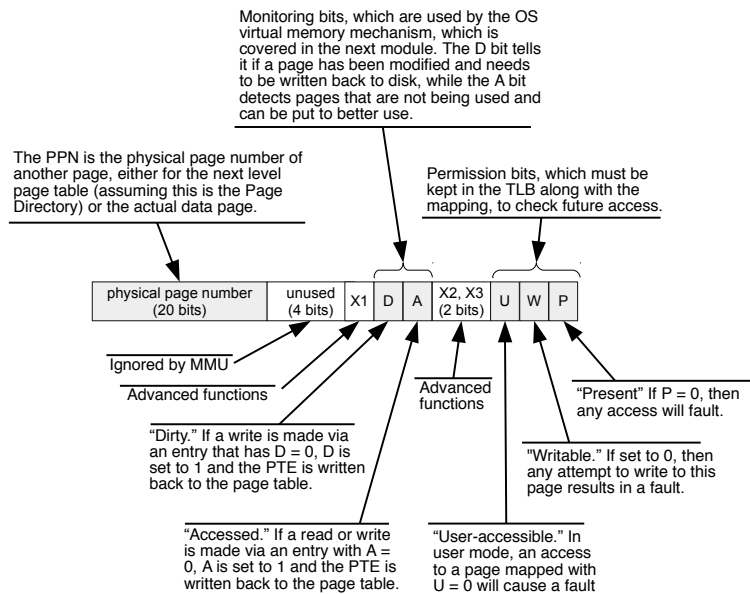 Monitoring bits, which are used by the OS
virtual memory mechanism, which is
covered in the next module. The D bit tells
it if a page has been modified and needs
to be written back to disk, while the A bit
detects pages that are not being used and
can be put to better use.
The PPN is the physical page number of
another page, either for the next level
page table (assuming this is the Page
Directory) or the actual data page.
Permission bits, which must be
kept in the TLB along with the
mapping, to check future access.
physical page number
(20 bits)
unused
(4 bits)
X1
D
A
X2, X3
(2 bits)
U
W
P
Ignored by MMU
Advanced functions
Advanced
functions
“Present” If P = 0, then
any access will fault.
“Dirty.” If a write is made via
an entry that has D = 0, D is
set to 1 and the PTE is written
back to the page table.
"Writable.” If set to 0, then
any attempt to write to this
page results in a fault.
“Accessed.” If a read or write
is made via an entry with A =
0, A is set to 1 and the PTE is
written back to the page table.
“User-accessible.” In
user mode, an access
to a page mapped with
U = 0 will cause a fault